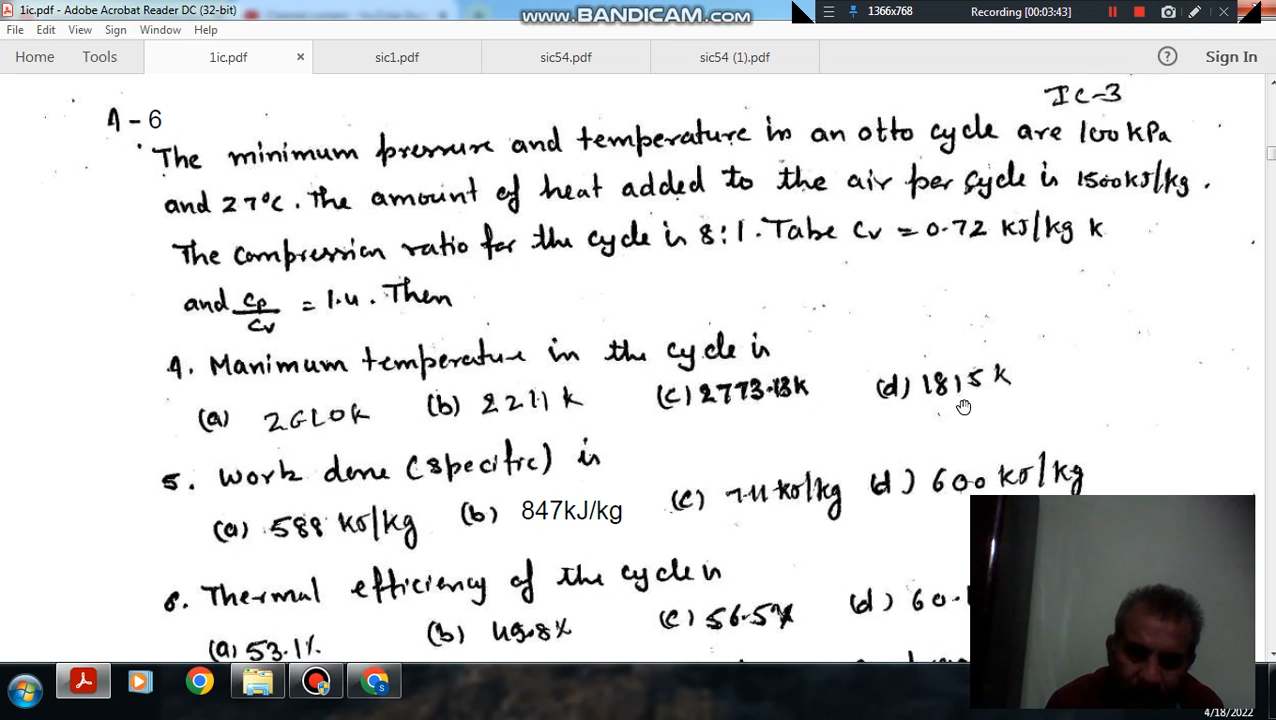 1ic.pdf - Adobe Acrobat Reader DC (32-bit)
www.BANDICAM.com
1366x768
Recording [00:03:43]
File Edit View Sign Window Help
Home Tools 1ic.pdf × sic1.pdf sic54.pdf sic54 (1).pdf ? Sign In
IC-3
4 - 6
The minimum pressure and temperature in an otto cycle are 100 kPa
and 27°C. The amount of heat added to the air per cycle is 1500 kJ/kg.
The compression ratio for the cycle is 8:1. Take Cv = 0.72 kJ/kg k
and Cp/Cv = 1.4. Then
4. Maximum temperature in the cycle is
(a) (b) 2211 k (c) 2773.13k (d) 1815 k
5. Work done (specific) is
(a) 588 kJ/kg (b) 847kJ/kg (c) kJ/kg (d) 600 kJ/kg
6. Thermal efficiency of the cycle is
(a) 53.1% (b) 49.8% (c) 56.5% (d) 60.
4/18/2022